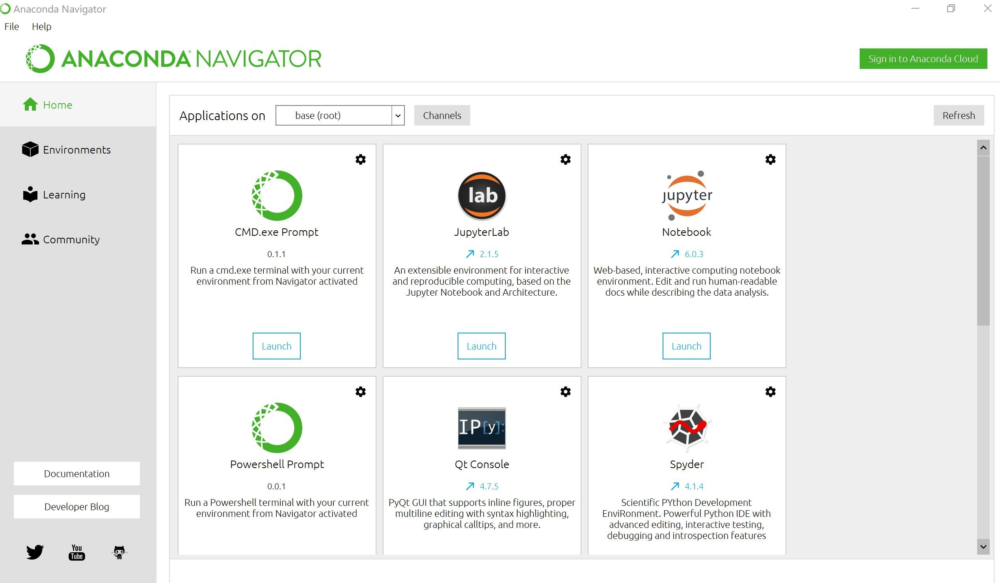 Anaconda Navigator
File Help
ANACONDA® NAVIGATOR
Sign in to Anaconda Cloud
Home
Environments
Learning
Community
Documentation
Developer Blog
You
Tube
Applications on base (root) Channels Refresh
CMD.exe Prompt
0.1.1
Run a cmd.exe terminal with your current
environment from Navigator activated
Launch
lab
JupyterLab
2.1.5
An extensible environment for interactive
and reproducible computing, based on the
Jupyter Notebook and Architecture.
Launch
jupyter
Notebook
6.0.3
Web-based, interactive computing notebook
environment. Edit and run human-readable
docs while describing the data analysis.
Launch
Powershell Prompt
0.0.1
Run a Powershell terminal with your current
environment from Navigator activated
IP[y]:
Qt Console
4.7.5
PyQt GUI that supports inline figures, proper
multiline editing with syntax highlighting,
graphical calltips, and more.
Spyder
4.1.4
Scientific PYthon Development
EnviRonment. Powerful Python IDE with
advanced editing, interactive testing,
debugging and introspection features